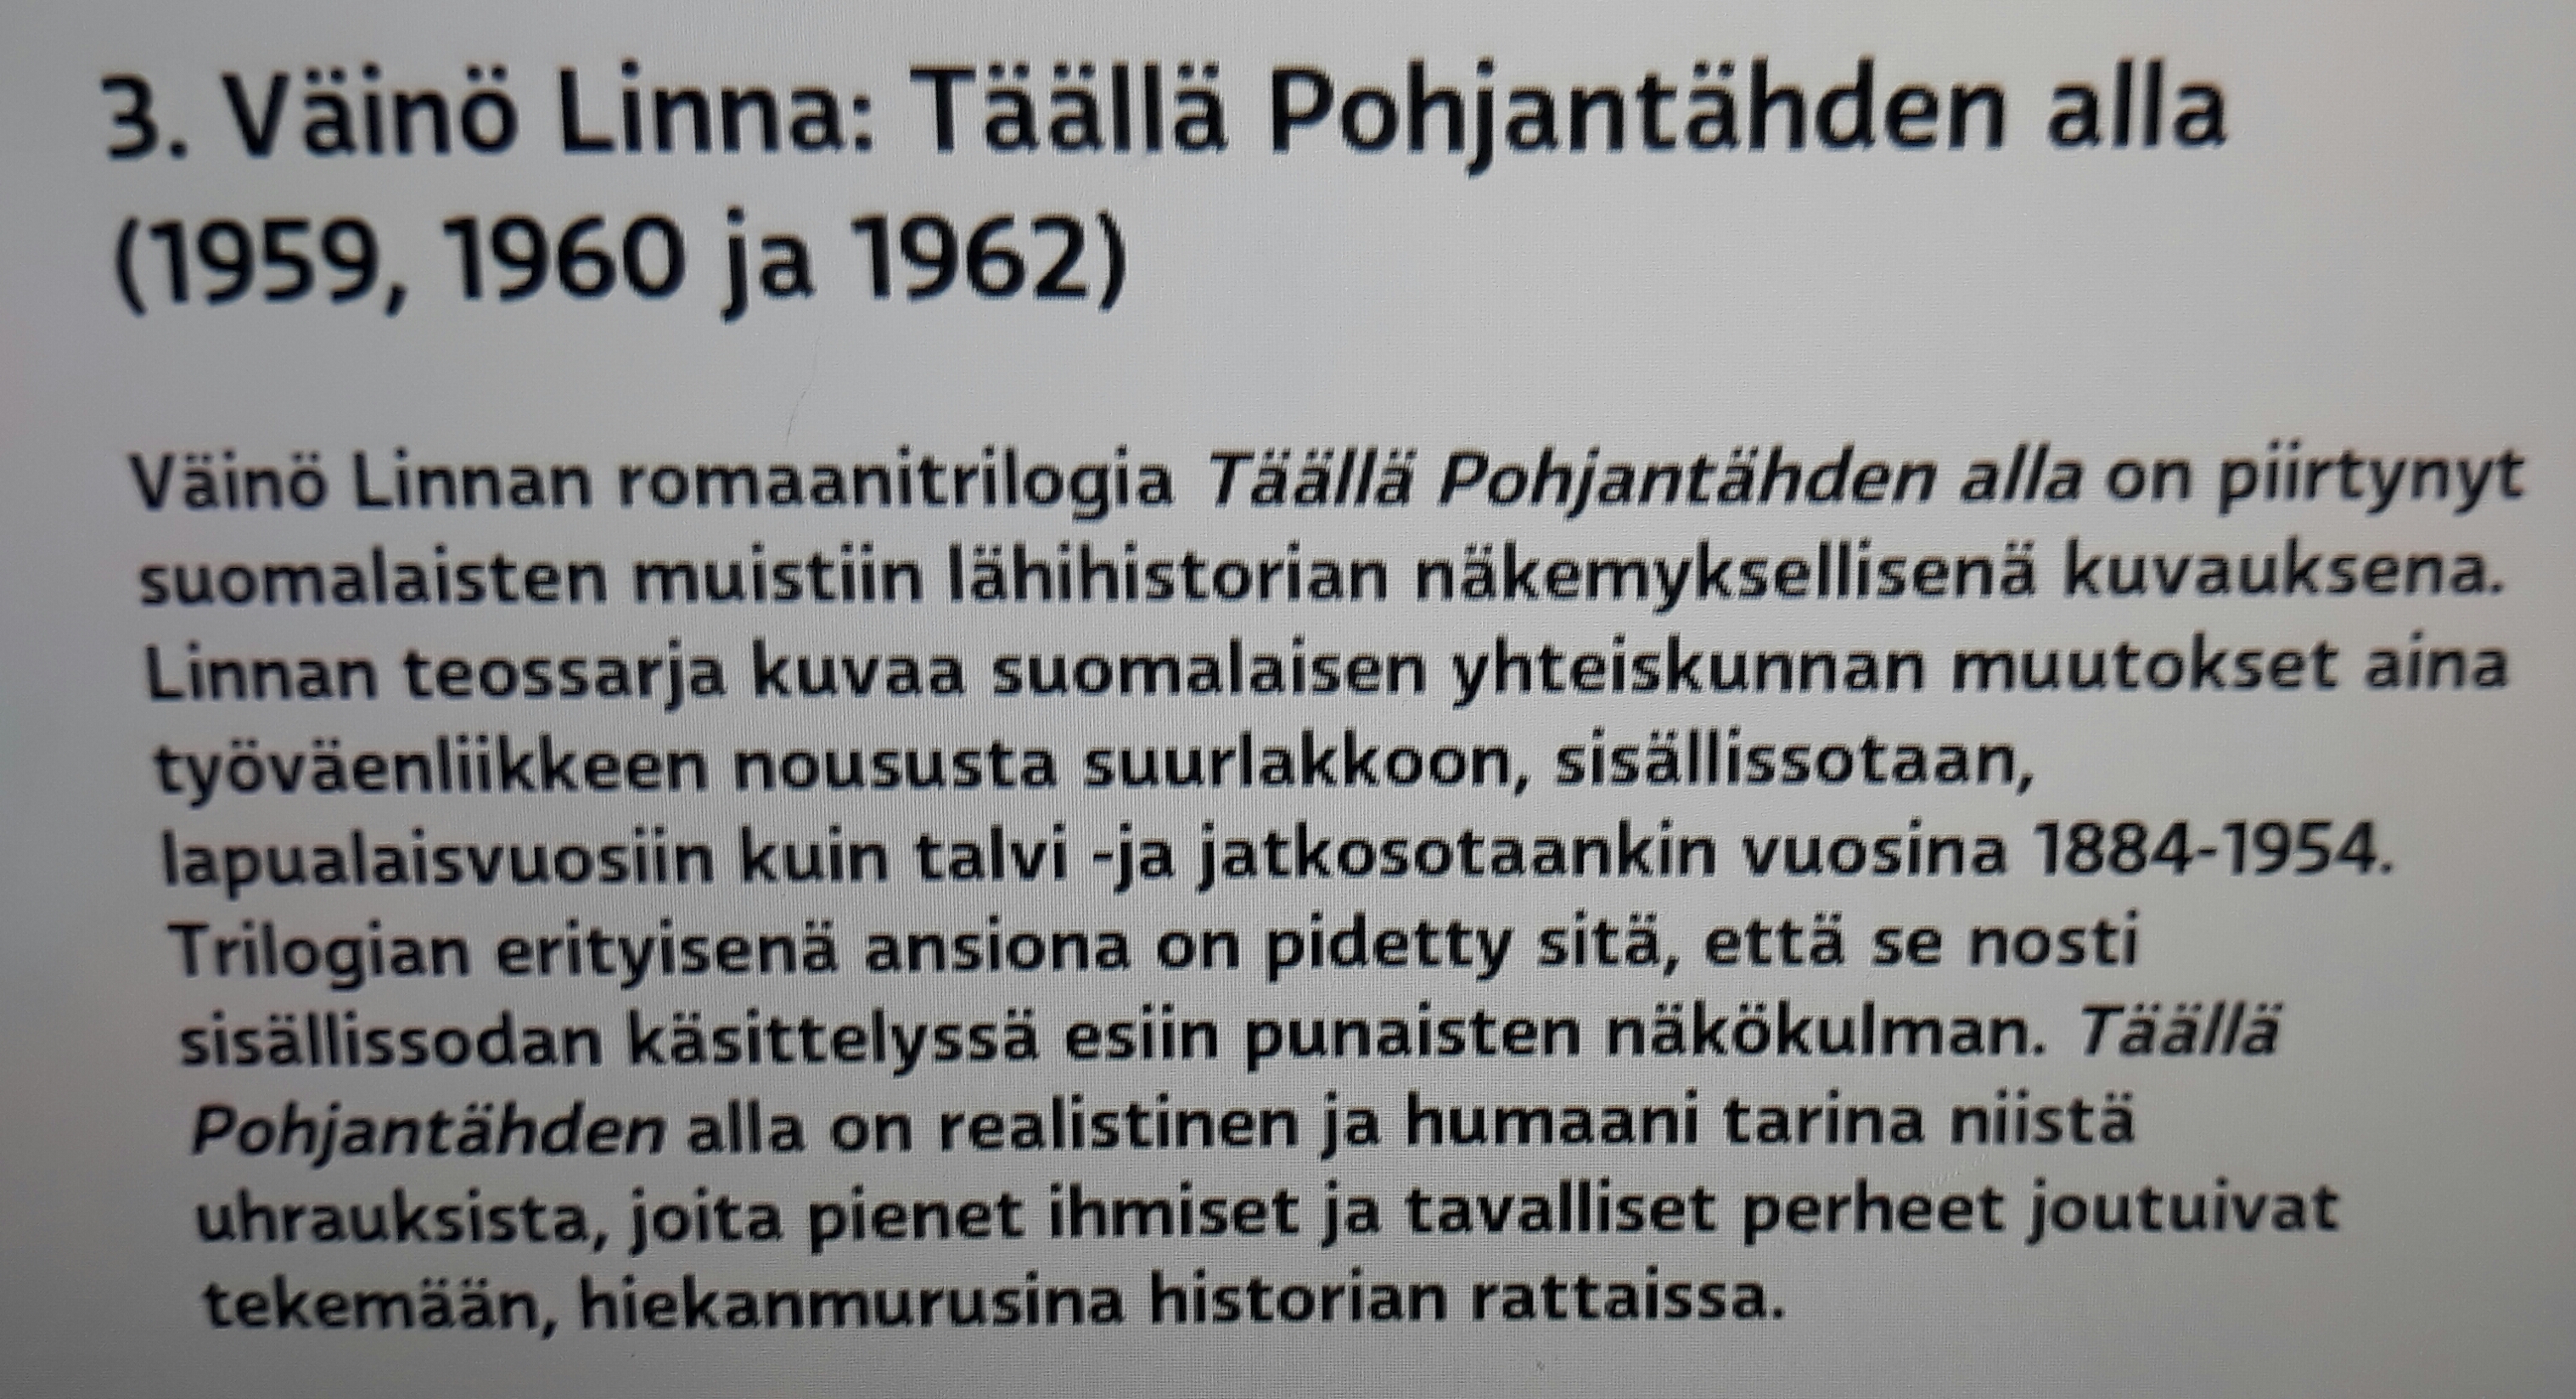 3. Väinö Linna: Täällä Pohjantähden alla
(1959, 1960 ja 1962)
Väinö Linnan romaanitrilogia Täällä Pohjantähden alla on piirtynyt
suomalaisten muistiin lähihistorian näkemyksellisenä kuvauksena.
Linnan teossarja kuvaa suomalaisen yhteiskunnan muutokset aina
työväenliikkeen noususta suurlakkoon, sisällissotaan,
lapualaisvuosiin kuin talvi -ja jatkosotaankin vuosina 1884-1954.
Trilogian erityisenä ansiona on pidetty sitä, että se nosti
sisällissodan käsittelyssä esiin punaisten näkökulman. Täällä
Pohjantähden alla on realistinen ja humaani tarina niistä
uhrauksista, joita pienet ihmiset ja tavalliset perheet joutuivat
tekemään, hiekanmurusina historian rattaissa.